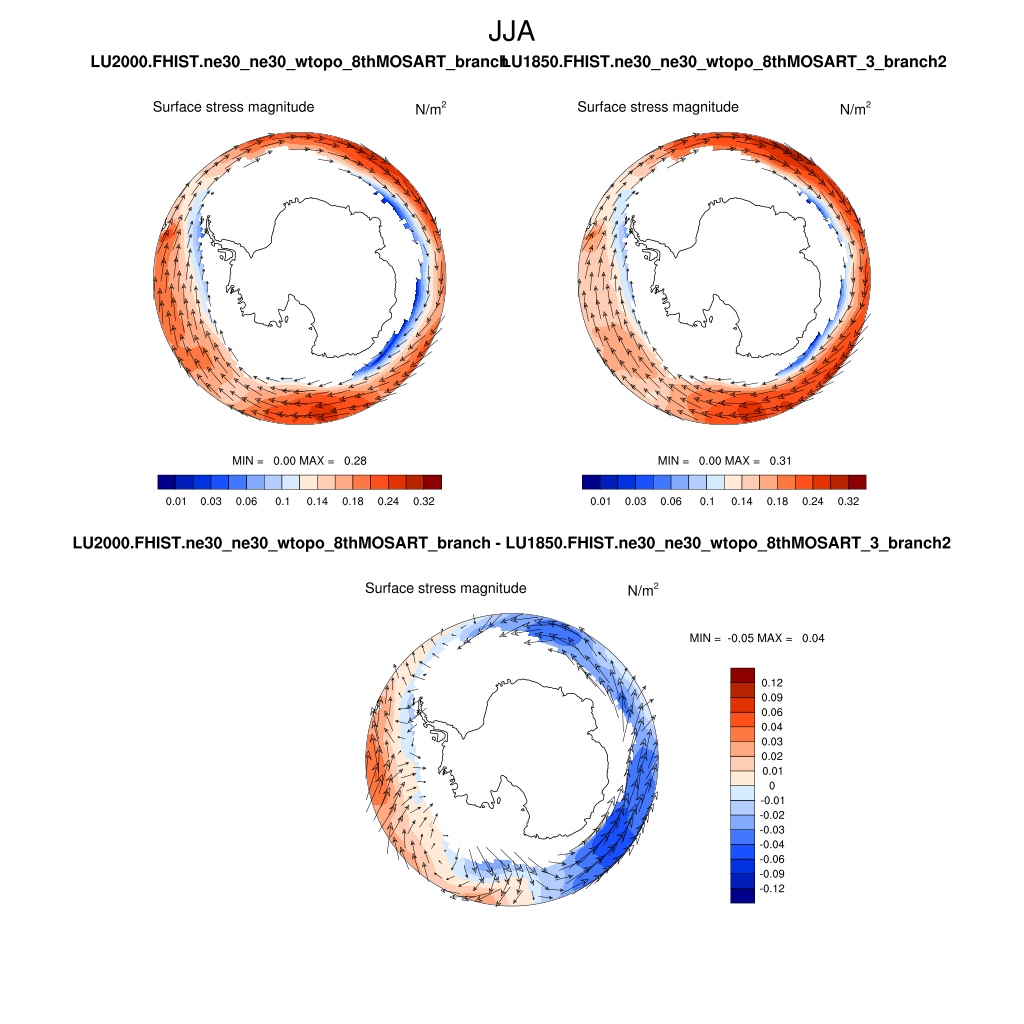 JJA
LU2000.FHIST.ne30_ne30_wtopo_8thMOSART_branch
LU1850.FHIST.ne30_ne30_wtopo_8thMOSART_3_branch2
Surface stress magnitude N/m²
Surface stress magnitude N/m²
MIN = 0.00 MAX = 0.28
MIN = 0.00 MAX = 0.31
0.01 0.03 0.06 0.1 0.14 0.18 0.24 0.32
0.01 0.03 0.06 0.1 0.14 0.18 0.24 0.32
LU2000.FHIST.ne30_ne30_wtopo_8thMOSART_branch - LU1850.FHIST.ne30_ne30_wtopo_8thMOSART_3_branch2
Surface stress magnitude N/m²
MIN = -0.05 MAX = 0.04
0.12
0.09
0.06
0.04
0.03
0.02
0.01
0
-0.01
-0.02
-0.03
-0.04
-0.06
-0.09
-0.12